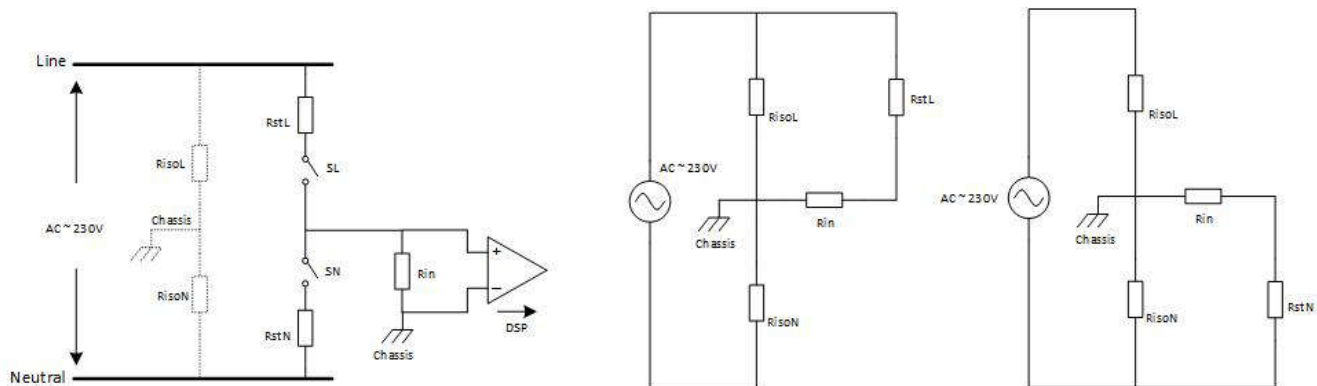 Line
RstL
RisoL
SL
Chassis
AC~230V
SN
Rin
RisoN
RstN
Chassis
DSP
Neutral
RisoL
RstL
AC~230V
Rin
Chassis
RisoN
RisoL
AC~230V
Rin
Chassis
RisoN
RstN